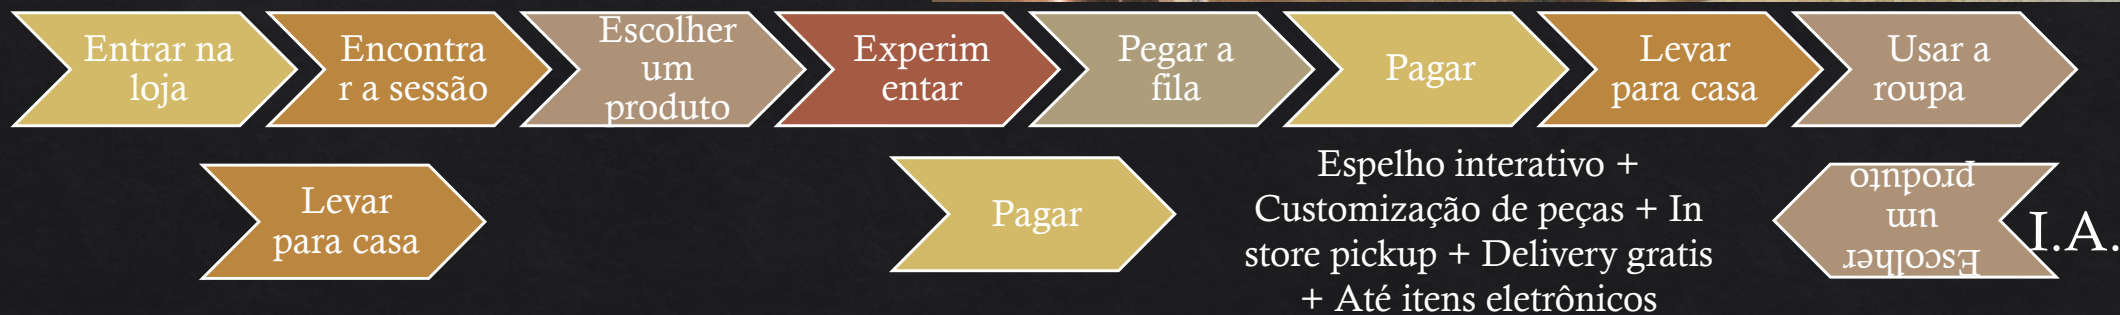 Entrar na
loja
Encontra
r a sessão
Escolher
um
produto
Experim
entar
Pegar a
fila
Pagar
Levar
para casa
Usar a
roupa
Levar
para casa
Pagar
Espelho interativo +
Customização de peças + In
store pickup + Delivery gratis
+ Até itens eletrônicos
Escolher
um
produto
I.A.